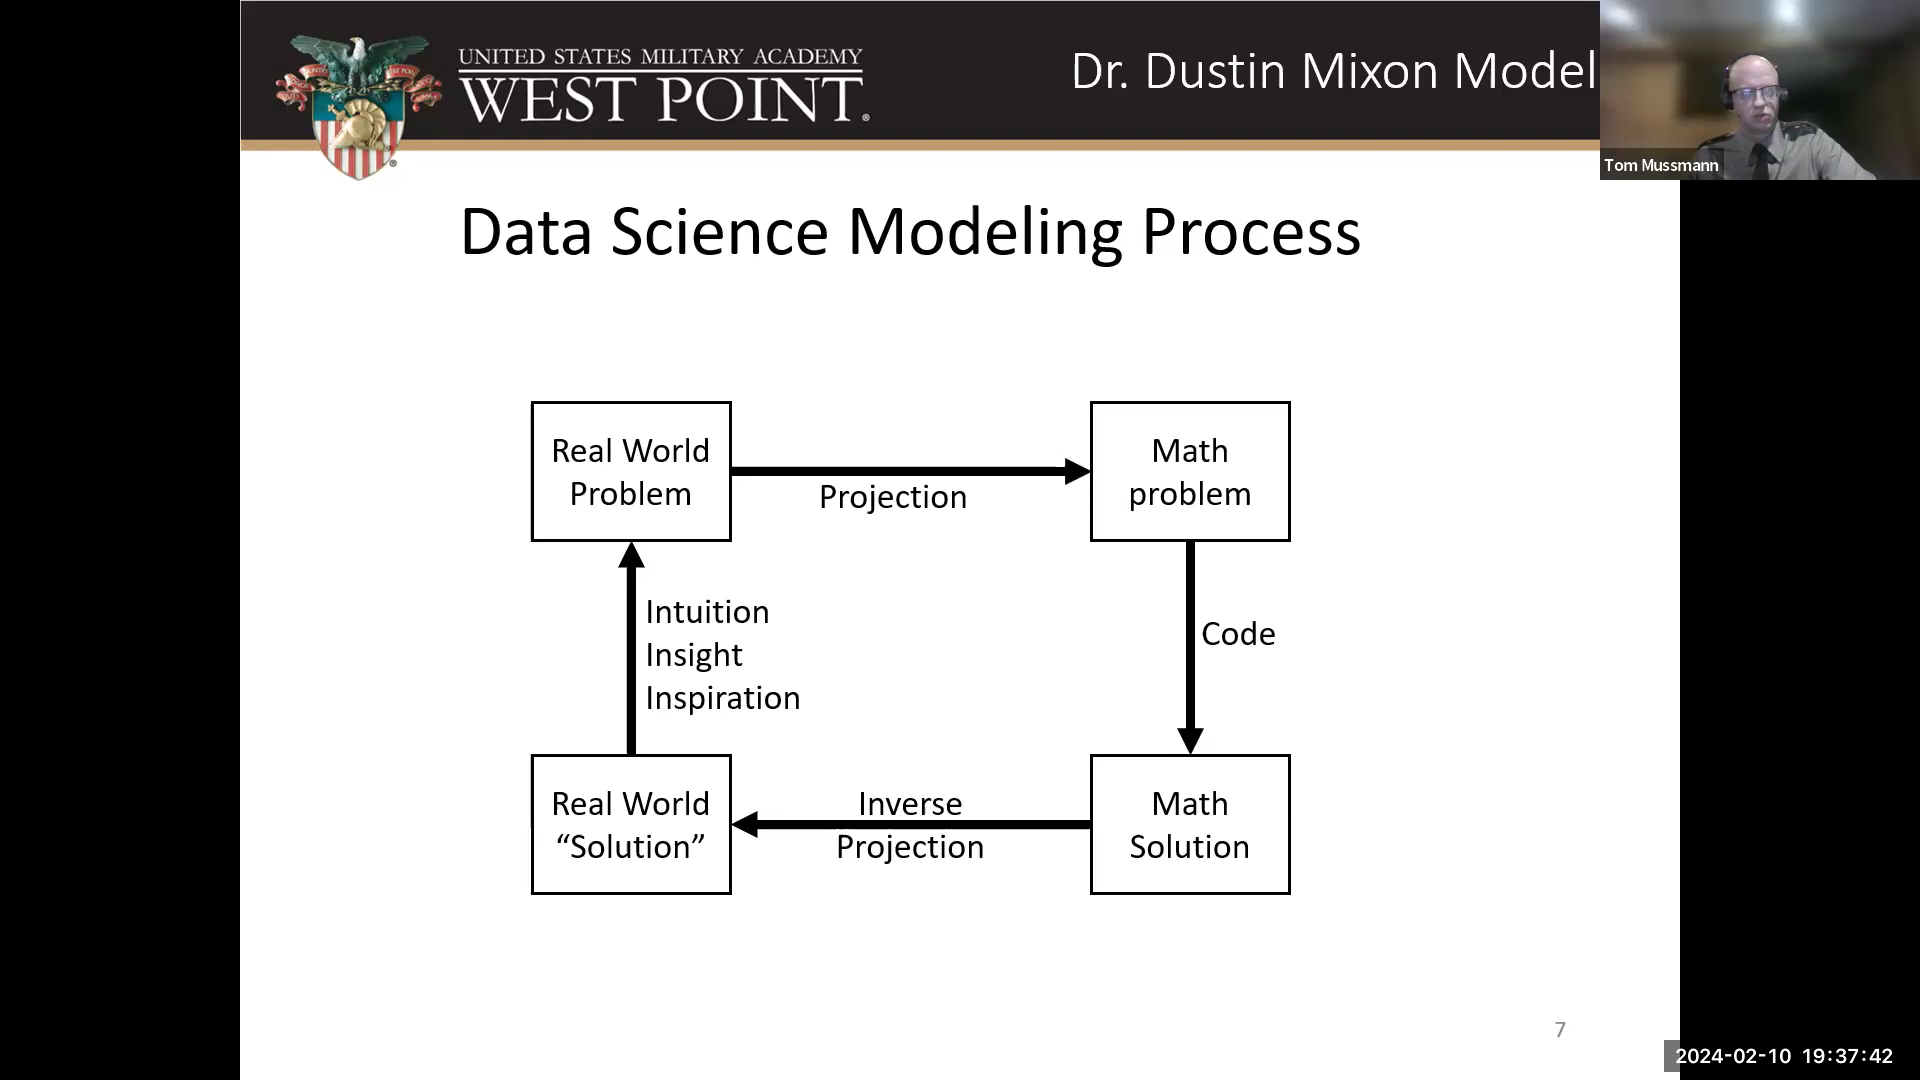 UNITED STATES MILITARY ACADEMY
WEST POINT®
Dr. Dustin Mixon Model
Tom Mussmann
Data Science Modeling Process
Real World
Problem
Projection
Math
problem
Intuition
Insight
Inspiration
Code
Real World
“Solution”
Inverse
Projection
Math
Solution
7
2024-02-10 19:37:42